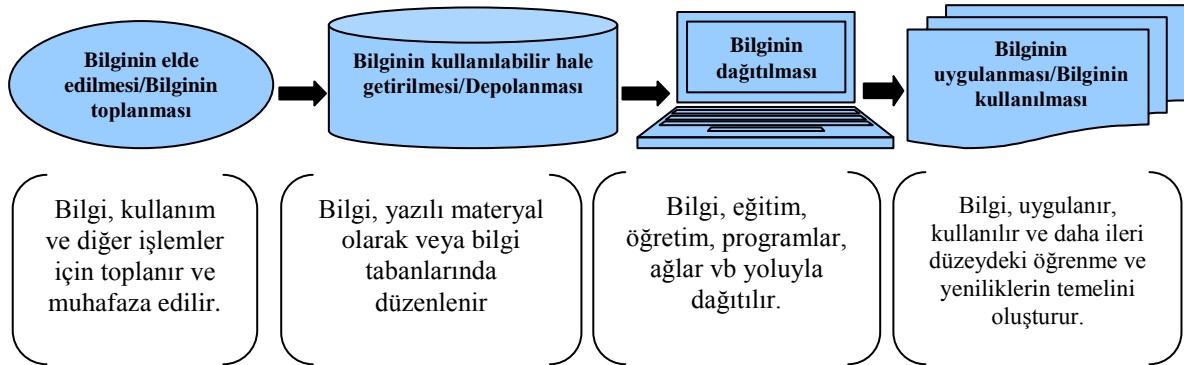 Bilginin elde
edilmesi/Bilginin
toplanması
Bilginin kullanılabilir hale
getirilmesi/Depolanması
Bilginin
dağıtılması
Bilginin
uygulanması/Bilginin
kullanılması
Bilgi, kullanım
ve diğer işlemler
için toplanır ve
muhafaza edilir.
Bilgi, yazılı materyal
olarak veya bilgi
tabanlarında
düzenlenir
Bilgi, eğitim,
öğretim, programlar,
ağlar vb yoluyla
dağıtılır.
Bilgi, uygulanır,
kullanılır ve daha ileri
düzeydeki öğrenme ve
yeniliklerin temelini
oluşturur.